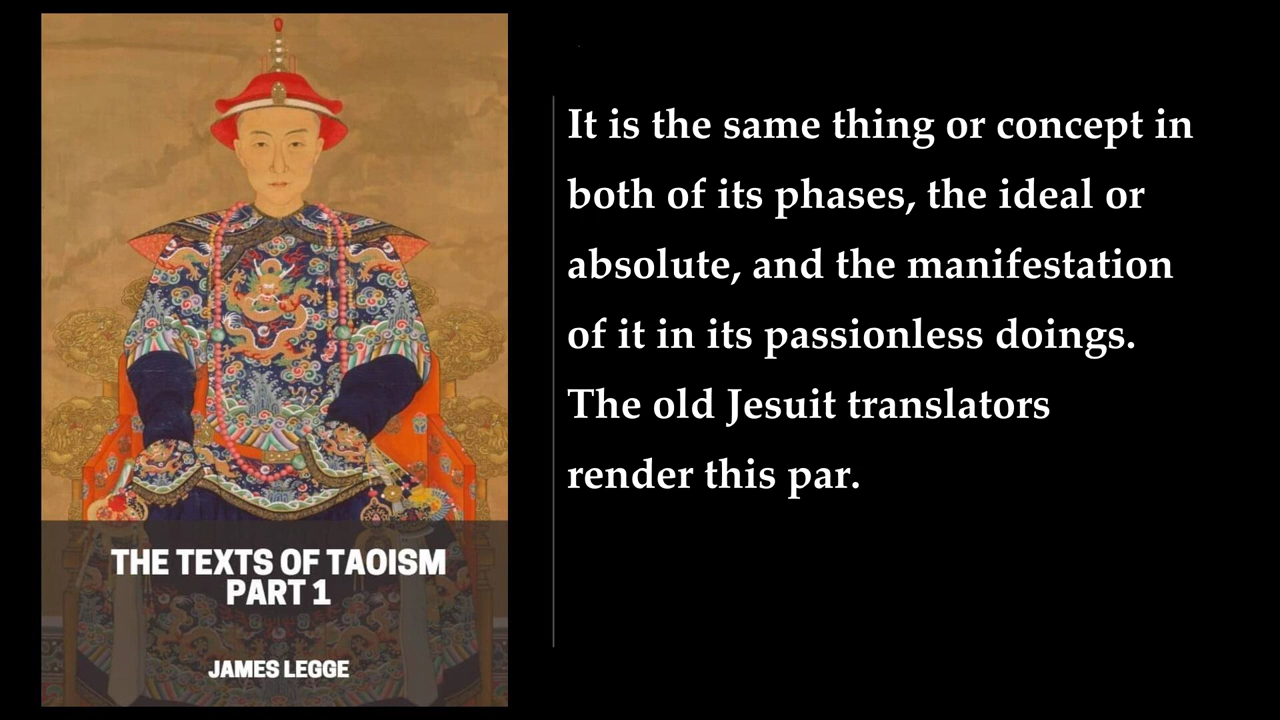 THE TEXTS OF TAOISM
PART 1
JAMES LEGGE
It is the same thing or concept in
both of its phases, the ideal or
absolute, and the manifestation
of it in its passionless doings.
The old Jesuit translators
render this par.